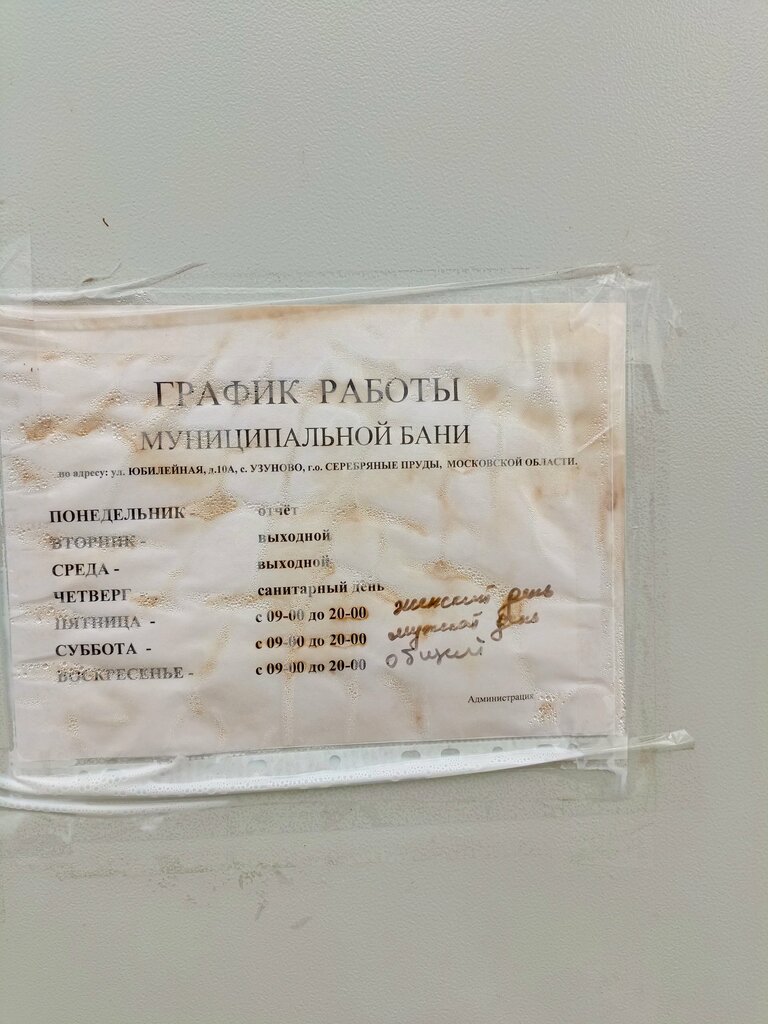 ГРАФИК РАБОТЫ
МУНИЦИПАЛЬНОЙ БАНИ
по адресу: ул. ЮБИЛЕЙНАЯ, д.10А, с. УЗУНОВО, г.о. СЕРЕБРЯНЫЕ ПРУДЫ, МОСКОВСКОЙ ОБЛАСТИ.
ПОНЕДЕЛЬНИК - отчёт
ВТОРНИК - выходной
СРЕДА - выходной
ЧЕТВЕРГ санитарный день
ПЯТНИЦА - с 09-00 до 20-00 женский день
СУББОТА - с 09-00 до 20-00 мужской день
ВОСКРЕСЕНЬЕ - с 09-00 до 20-00 общий
Администрация